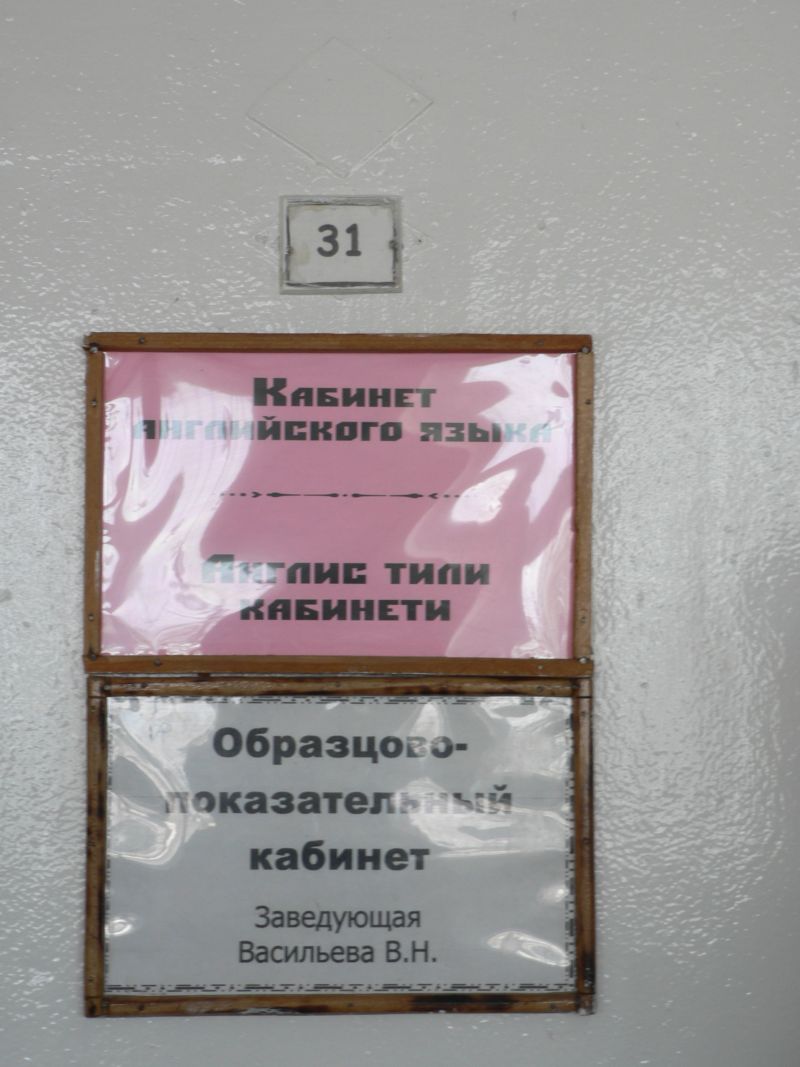 31
Кабинет
английского языка
Англис тили
кабинети
Образцово-
показательный
кабинет
Заведующая
Васильева В.Н.